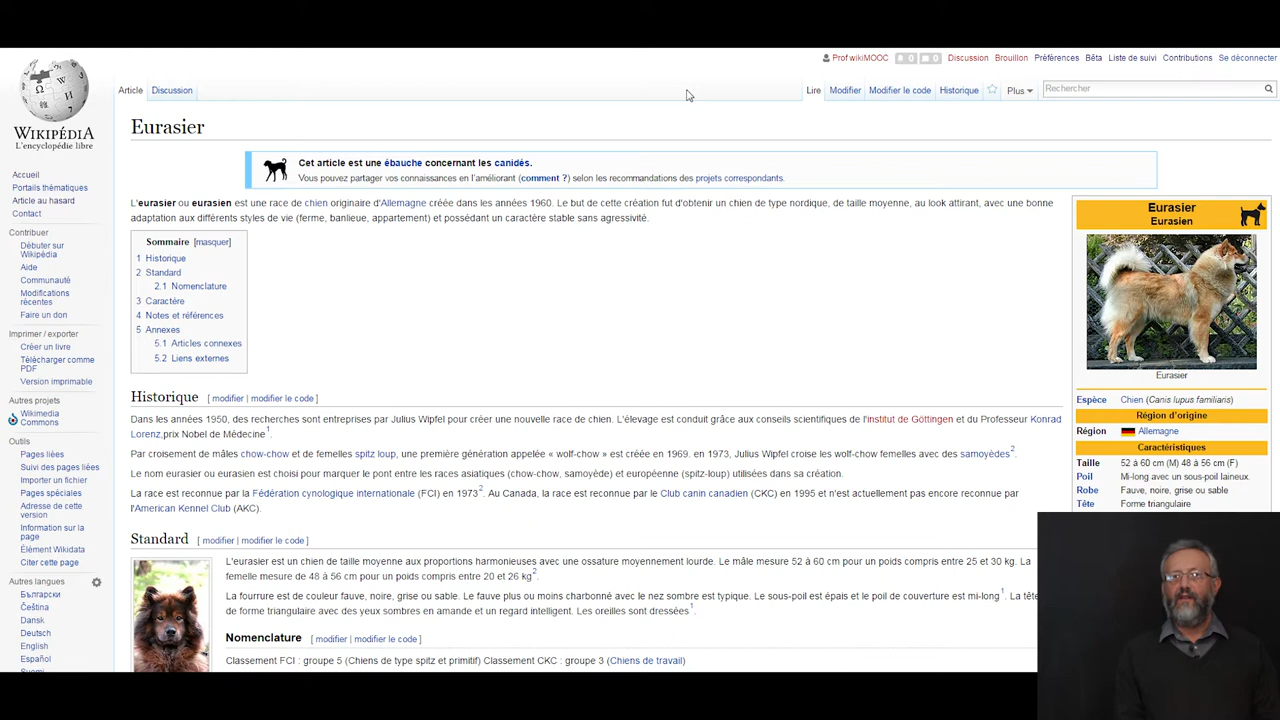 Prof wikiMOOC 0 0 Discussion Brouillon Préférences Bêta Liste de suivi Contributions Se déconnecter
Article Discussion Lire Modifier Modifier le code Historique Plus Rechercher
WIKIPÉDIA
L'encyclopédie libre
Accueil
Portails thématiques
Article au hasard
Contact
Contribuer
Débuter sur
Wikipédia
Aide
Communauté
Modifications
récentes
Faire un don
Imprimer / exporter
Créer un livre
Télécharger comme
PDF
Version imprimable
Autres projets
Wikimedia
Commons
Outils
Pages liées
Suivi des pages liées
Importer un fichier
Pages spéciales
Adresse de cette
version
Information sur la
page
Élément Wikidata
Citer cette page
Autres langues
Български
Čeština
Dansk
Deutsch
English
Español
Eurasier
Cet article est une ébauche concernant les canidés.
Vous pouvez partager vos connaissances en l'améliorant (comment ?) selon les recommandations des projets correspondants.
L'eurasier ou eurasien est une race de chien originaire d'Allemagne créée dans les années 1960. Le but de cette création fut d'obtenir un chien de type nordique, de taille moyenne, au look attirant, avec une bonne
adaptation aux différents styles de vie (ferme, banlieue, appartement) et possédant un caractère stable sans agressivité.
Sommaire [masquer]
1 Historique
2 Standard
2.1 Nomenclature
3 Caractère
4 Notes et références
5 Annexes
5.1 Articles connexes
5.2 Liens externes
Historique [ modifier | modifier le code ]
Dans les années 1950, des recherches sont entreprises par Julius Wipfel pour créer une nouvelle race de chien. L'élevage est conduit grâce aux conseils scientifiques de l'institut de Göttingen et du Professeur Konrad
Lorenz,prix Nobel de Médecine1.
Par croisement de mâles chow-chow et de femelles spitz loup, une première génération appelée « wolf-chow » est créée en 1969. en 1973, Julius Wipfel croise les wolf-chow femelles avec des samoyèdes2.
Le nom eurasier ou eurasien est choisi pour marquer le pont entre les races asiatiques (chow-chow, samoyède) et européenne (spitz-loup) utilisées dans sa création.
La race est reconnue par la Fédération cynologique internationale (FCI) en 19732. Au Canada, la race est reconnue par le Club canin canadien (CKC) en 1995 et n'est actuellement pas encore reconnue par
l'American Kennel Club (AKC).
Standard [ modifier | modifier le code ]
L'eurasier est un chien de taille moyenne aux proportions harmonieuses avec une ossature moyennement lourde. Le mâle mesure 52 à 60 cm pour un poids compris entre 25 et 30 kg. La
femelle mesure de 48 à 56 cm pour un poids compris entre 20 et 26 kg2.
La fourrure est de couleur fauve, noire, grise ou sable. Le fauve plus ou moins charbonné avec le nez sombre est typique. Le sous-poil est épais et le poil de couverture est mi-long1. La tête
de forme triangulaire avec des yeux sombres en amande et un regard intelligent. Les oreilles sont dressées1.
Nomenclature [ modifier | modifier le code ]
Classement FCI : groupe 5 (Chiens de type spitz et primitif) Classement CKC : groupe 3 (Chiens de travail)
Eurasier
Eurasien
Eurasier
Espèce Chien (Canis lupus familiaris)
Région d'origine
Région Allemagne
Caractéristiques
Taille 52 à 60 cm (M) 48 à 56 cm (F)
Poil Mi-long avec un sous-poil laineux.
Robe Fauve, noire, grise ou sable
Tête Forme triangulaire